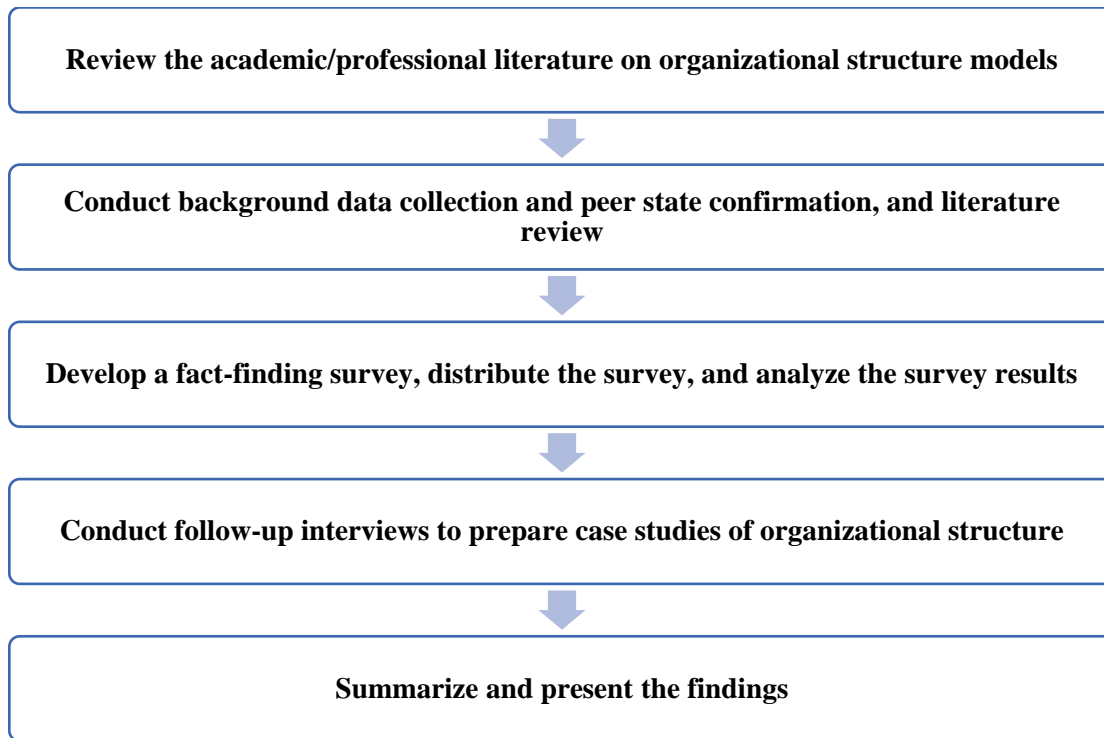 Review the academic/professional literature on organizational structure models
Conduct background data collection and peer state confirmation, and literature
review
Develop a fact-finding survey, distribute the survey, and analyze the survey results
Conduct follow-up interviews to prepare case studies of organizational structure
Summarize and present the findings